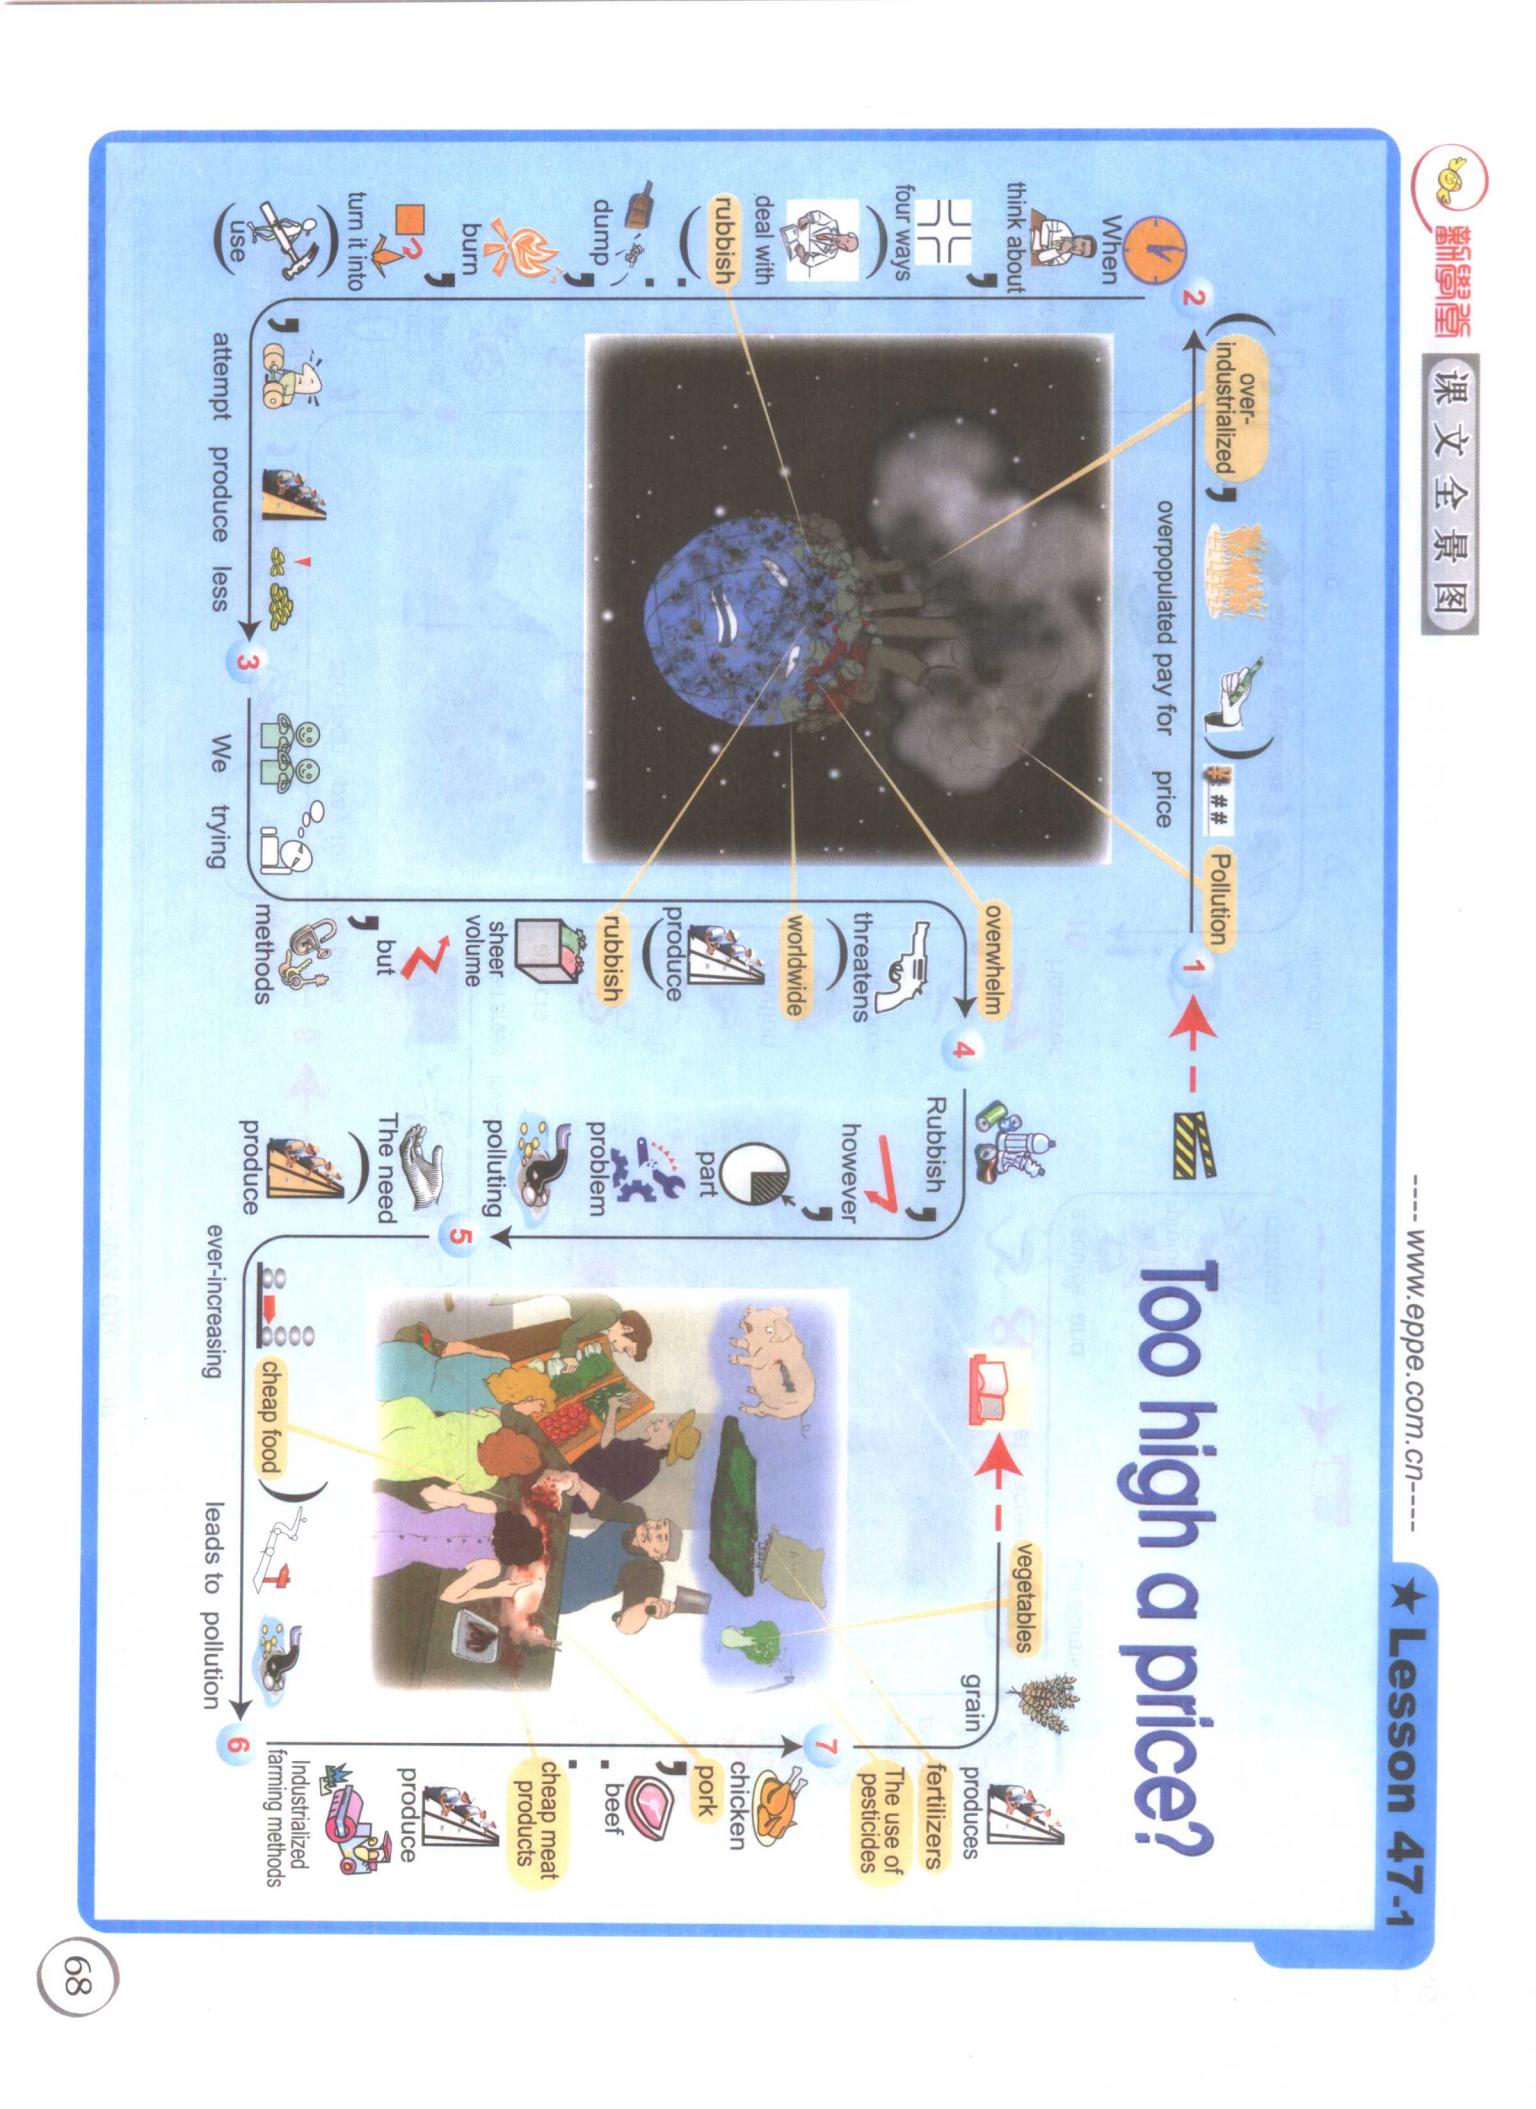 新學堂
课文全景图
---- www.eppe.com.cn----
★ Lesson 47-1
Too high a price?
1
Pollution
¥ ##
price
pay for
overpopulated
,
over-
industrialized
2
When
think about
,
four ways
deal with
rubbish
:
dump
,
burn
,
?
turn it into
use
,
attempt
produce
less
3
We
trying
methods
,
but
sheer
volume
rubbish
produce
worldwide
threatens
overwhelm
4
Rubbish
,
however
,
part
problem
polluting
The need
produce
5
ever-increasing
cheap food
leads to
pollution
6
Industrialized
farming methods
produce
cheap meat
products
:
beef
,
pork
chicken
7
The use of
pesticides
fertilizers
produces
grain
vegetables
68